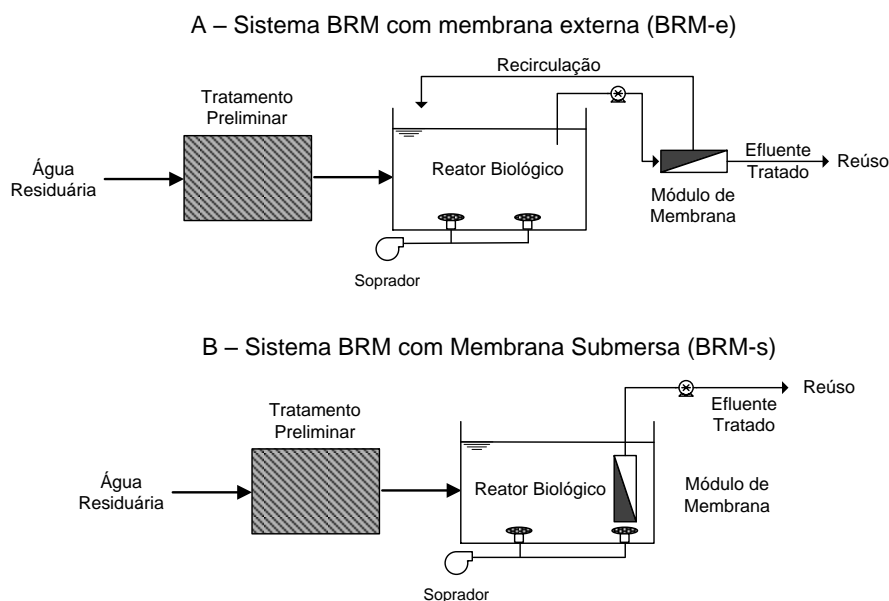 A – Sistema BRM com membrana externa (BRM-e)
Recirculação
Tratamento
Preliminar
Água
Residuária
Reator Biológico
Efluente
Tratado
Reúso
Módulo de
Membrana
Soprador
B – Sistema BRM com Membrana Submersa (BRM-s)
Reúso
Efluente
Tratado
Tratamento
Preliminar
Água
Residuária
Reator Biológico
Módulo de
Membrana
Soprador